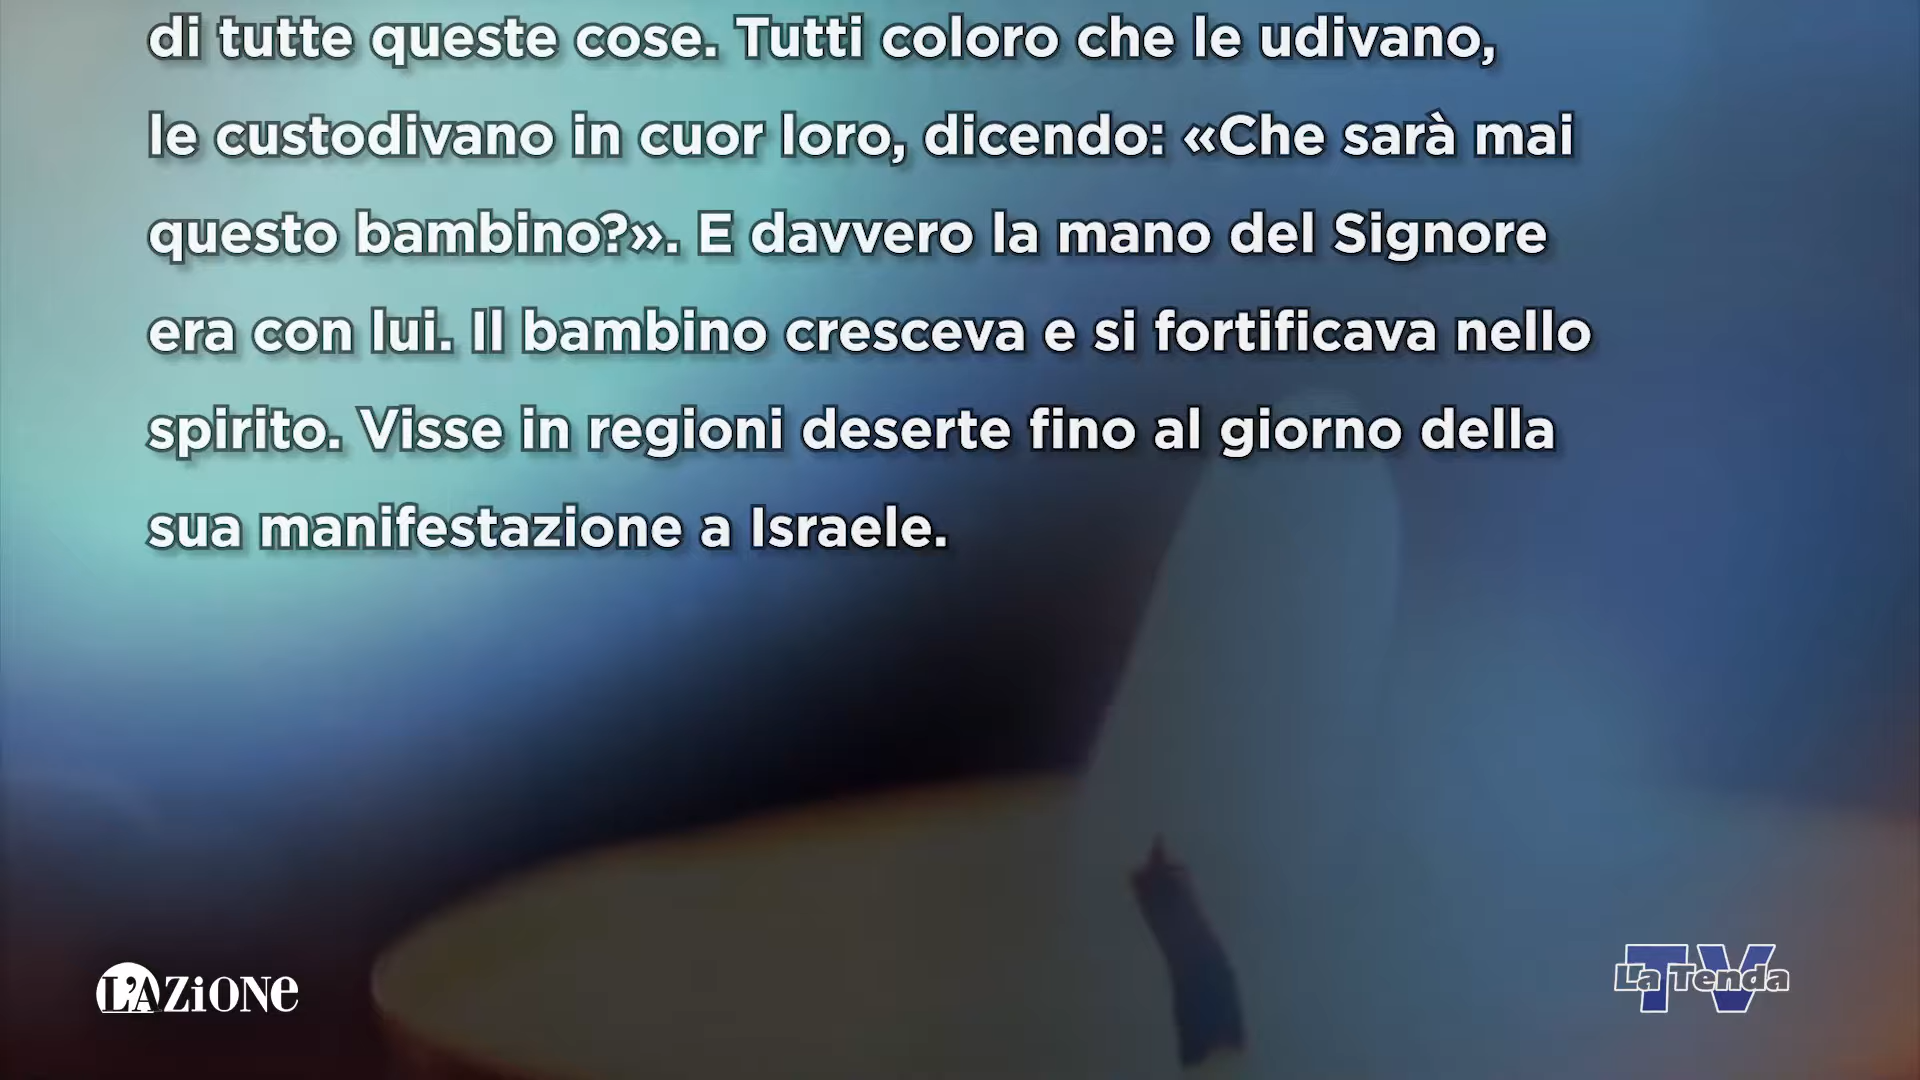 di tutte queste cose. Tutti coloro che le udivano,
le custodivano in cuor loro, dicendo: «Che sarà mai
questo bambino?». E davvero la mano del Signore
era con lui. Il bambino cresceva e si fortificava nello
spirito. Visse in regioni deserte fino al giorno della
sua manifestazione a Israele.
L'AZiONe
La Tenda TV